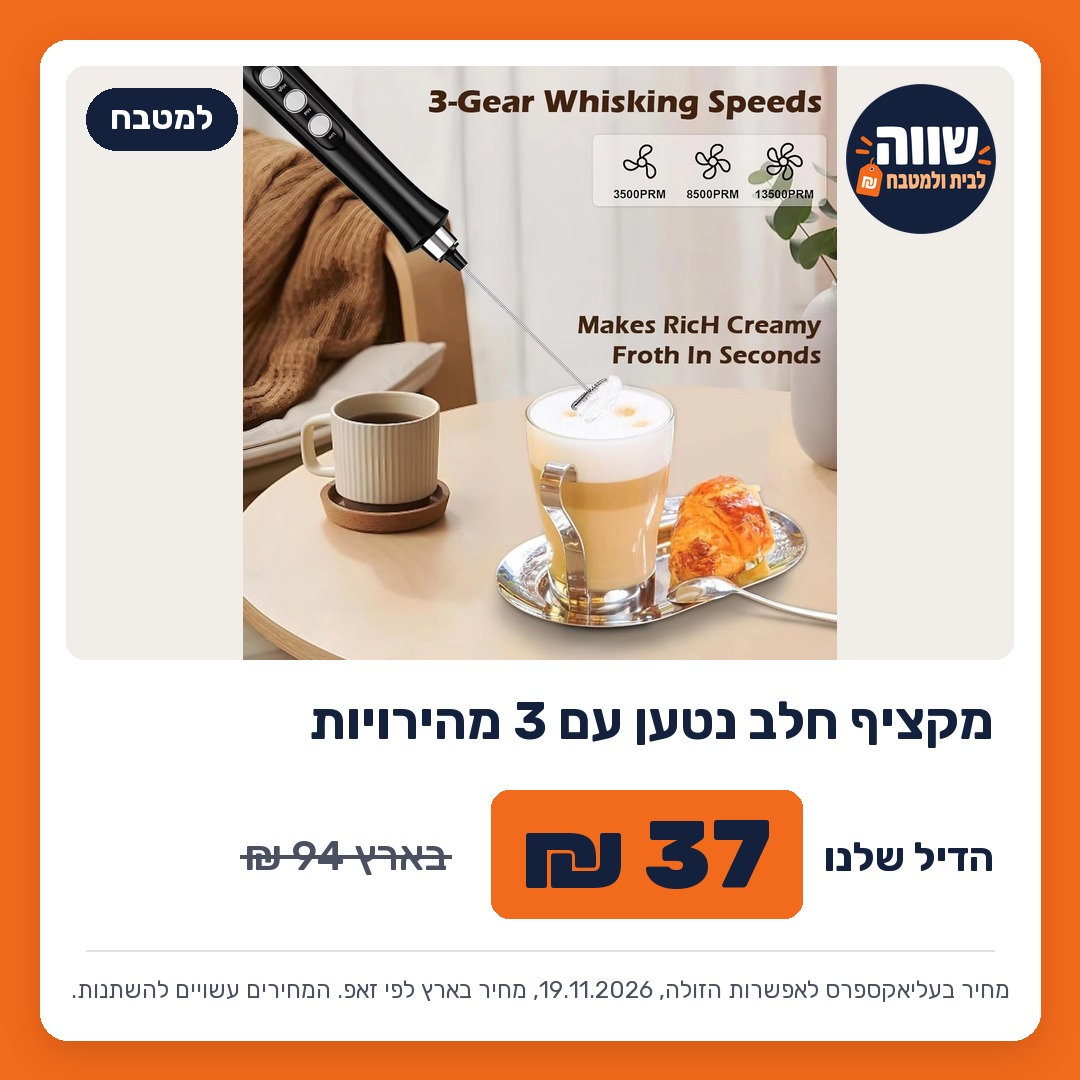 למטבח
שווה
לבית ולמטבח
₪
3-Gear Whisking Speeds
3500PRM 8500PRM 13500PRM
Makes RicH Creamy
Froth In Seconds
מקציף חלב נטען עם 3 מהירויות
הדיל שלנו 37 ₪ בארץ 94 ₪
מחיר בעליאקספרס לאפשרות הזולה, 19.11.2026, מחיר בארץ לפי זאפ. המחירים עשויים להשתנות.